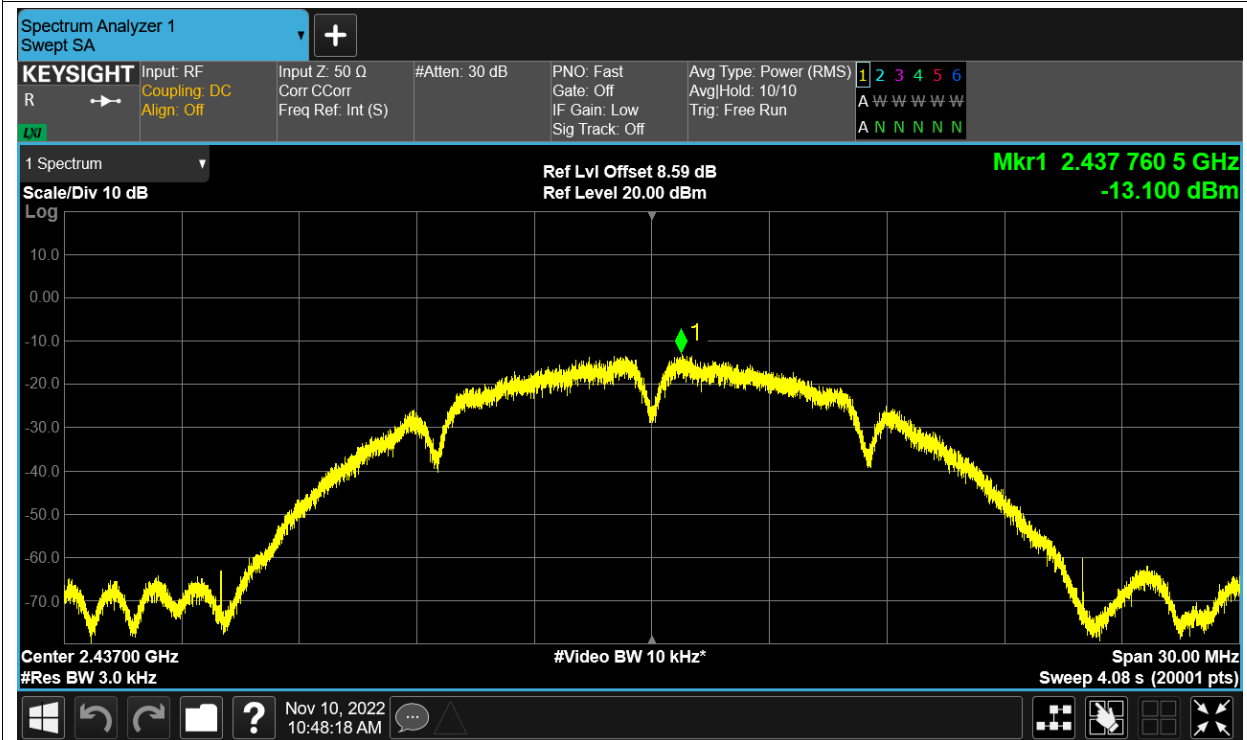 Spectrum Analyzer 1
Swept SA
KEYSIGHT
R
LXI
Input: RF
Coupling: DC
Align: Off
Input Z: 50 Ω
Corr CCorr
Freq Ref: Int (S)
#Atten: 30 dB
PNO: Fast
Gate: Off
IF Gain: Low
Sig Track: Off
Avg Type: Power (RMS)
Avg|Hold: 10/10
Trig: Free Run
1 2 3 4 5 6
A W W W W W
A N N N N N
1 Spectrum
Scale/Div 10 dB
Log
Ref Lvl Offset 8.59 dB
Ref Level 20.00 dBm
Mkr1 2.437 760 5 GHz
-13.100 dBm
10.0
0.00
-10.0
-20.0
-30.0
-40.0
-50.0
-60.0
-70.0
1
Center 2.43700 GHz
#Res BW 3.0 kHz
#Video BW 10 kHz*
Span 30.00 MHz
Sweep 4.08 s (20001 pts)
?
Nov 10, 2022
10:48:18 AM